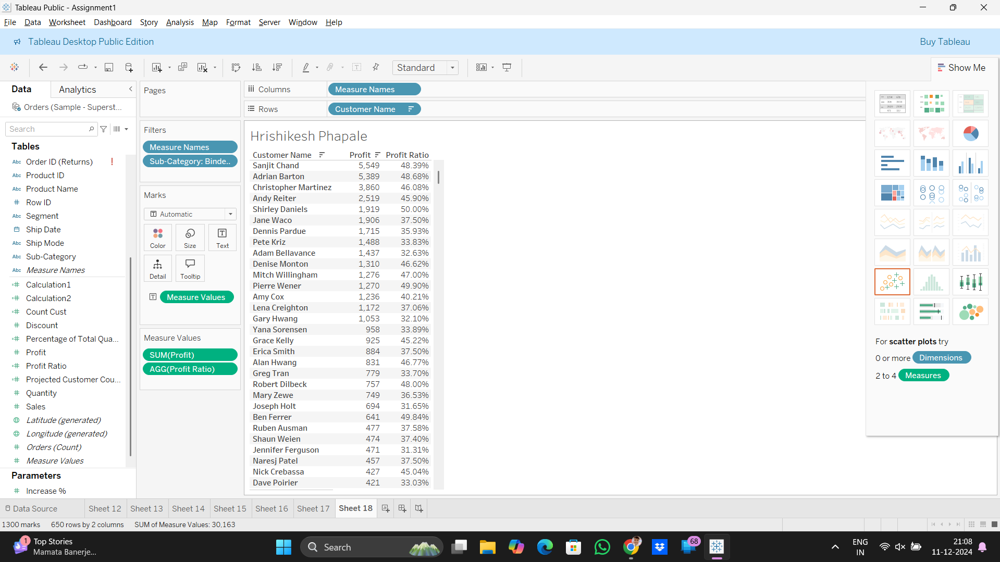 Tableau Public - Assignment1
File Data Worksheet Dashboard Story Analysis Map Format Server Window Help
Tableau Desktop Public Edition
Buy Tableau
Standard
Show Me
Data
Analytics
Orders (Sample - Superst...
Search
Tables
Abc Order ID (Returns) !
Abc Product ID
Abc Product Name
# Row ID
Abc Segment
Ship Date
Abc Ship Mode
Abc Sub-Category
Abc Measure Names
=# Calculation1
=# Calculation2
=# Count Cust
# Discount
=# Percentage of Total Qua...
# Profit
=# Profit Ratio
=# Projected Customer Cou...
# Quantity
# Sales
Latitude (generated)
Longitude (generated)
# Orders (Count)
# Measure Values
Parameters
# Increase %
Pages
Filters
Measure Names
Sub-Category: Binde..
Marks
Automatic
Color
Size
Text
Detail
Tooltip
Measure Values
Measure Values
SUM(Profit)
AGG(Profit Ratio)
Columns Measure Names
Rows Customer Name
Hrishikesh Phapale
Customer Name Profit Profit Ratio
Sanjit Chand 5,549 48.39%
Adrian Barton 5,389 48.68%
Christopher Martinez 3,860 46.08%
Andy Reiter 2,519 45.90%
Shirley Daniels 1,919 50.00%
Jane Waco 1,906 37.50%
Dennis Pardue 1,715 35.93%
Pete Kriz 1,488 33.83%
Adam Bellavance 1,437 32.63%
Denise Monton 1,310 46.62%
Mitch Willingham 1,276 47.00%
Pierre Wener 1,270 49.90%
Amy Cox 1,236 40.21%
Lena Creighton 1,172 37.06%
Gary Hwang 1,053 32.10%
Yana Sorensen 958 33.89%
Grace Kelly 925 45.22%
Erica Smith 884 37.50%
Alan Hwang 831 46.77%
Greg Tran 779 33.70%
Robert Dilbeck 757 48.00%
Mary Zewe 749 36.53%
Joseph Holt 694 31.65%
Ben Ferrer 641 49.84%
Ruben Ausman 477 37.58%
Shaun Weien 474 37.40%
Jennifer Ferguson 471 31.31%
Naresj Patel 457 37.50%
Nick Crebassa 427 45.04%
Dave Poirier 421 33.03%
For scatter plots try
0 or more Dimensions
2 to 4 Measures
Data Source Sheet 12 Sheet 13 Sheet 14 Sheet 15 Sheet 16 Sheet 17 Sheet 18
1300 marks 650 rows by 2 columns SUM of Measure Values: 30,163
1
Top Stories
Mamata Banerje...
Search
68
ENG
IN
21:08
11-12-2024